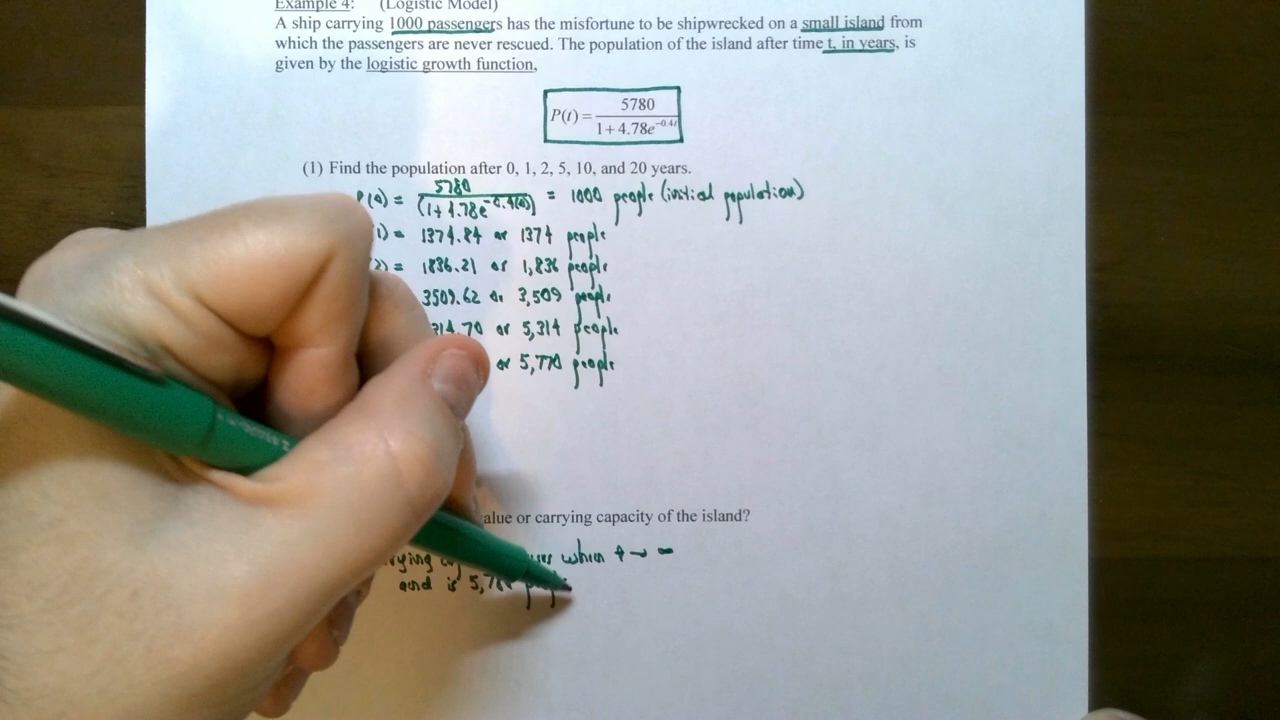 Example 4: (Logistic Model)
A ship carrying 1000 passengers has the misfortune to be shipwrecked on a small island from
which the passengers are never rescued. The population of the island after time t, in years, is
given by the logistic growth function,
P(t) = 5780 / 1+4.78e^-0.4t
(1) Find the population after 0, 1, 2, 5, 10, and 20 years.
P(0) = 5780 / (1+4.78e^-0.4(0)) = 1000 people (initial population)
1) = 1374.84 or 1374 people
2) = 1836.21 or 1,836 people
3509.62 or 3,509 people
314.70 or 5,314 people
or 5,770 people
alue or carrying capacity of the island?
when t → ∞
and is